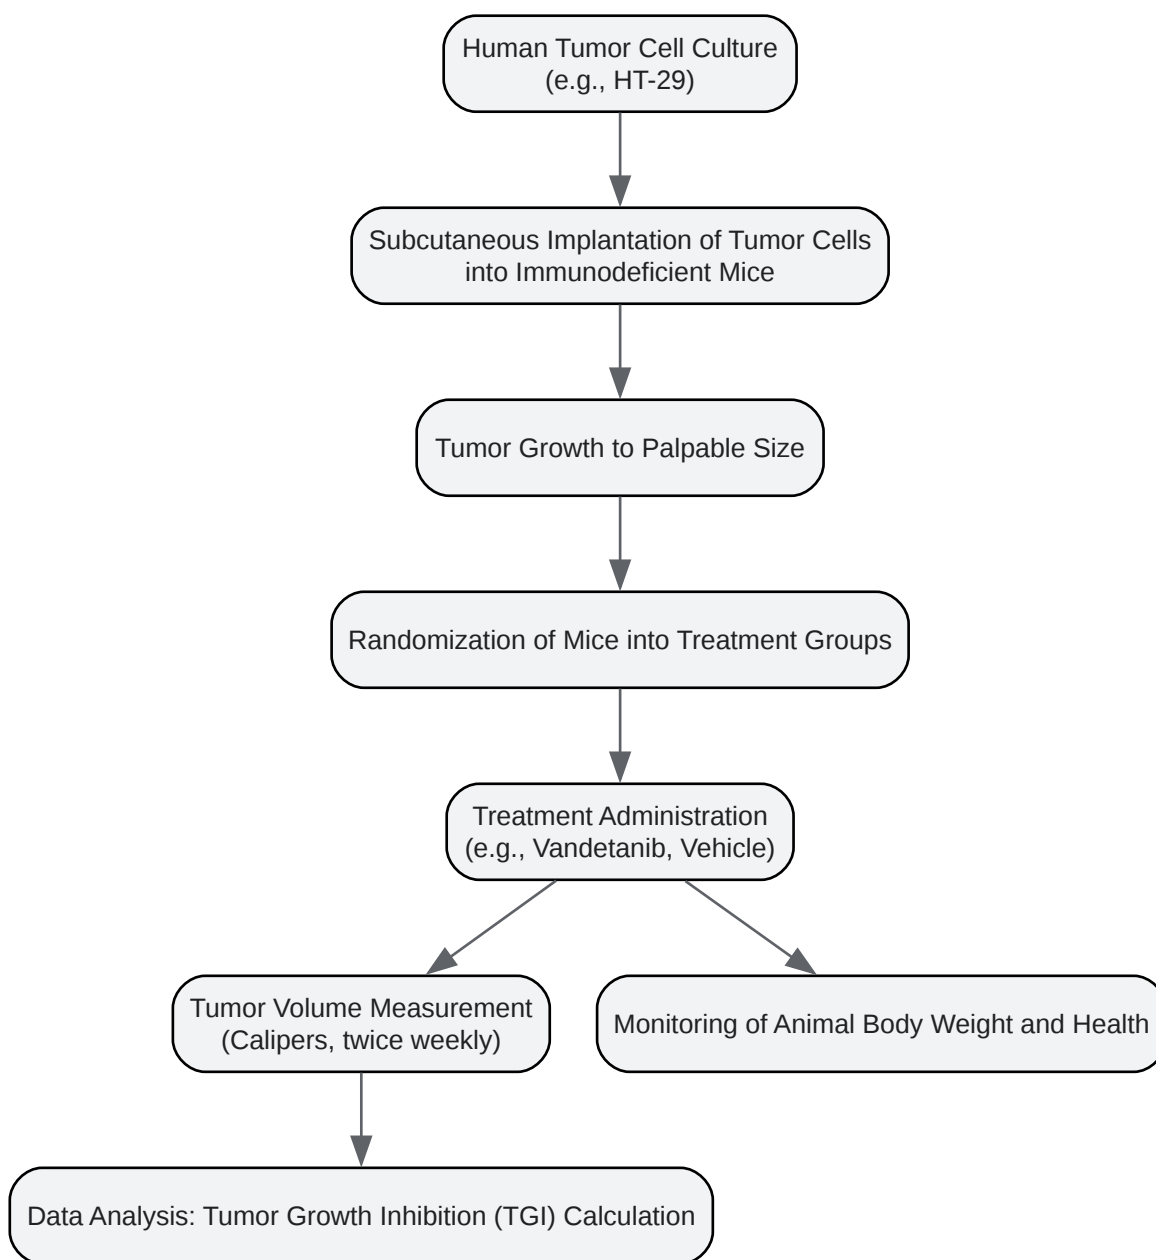 Human Tumor Cell Culture
(e.g., HT-29)
Subcutaneous Implantation of Tumor Cells
into Immunodeficient Mice
Tumor Growth to Palpable Size
Randomization of Mice into Treatment Groups
Treatment Administration
(e.g., Vandetanib, Vehicle)
Tumor Volume Measurement
(Calipers, twice weekly)
Monitoring of Animal Body Weight and Health
Data Analysis: Tumor Growth Inhibition (TGI) Calculation